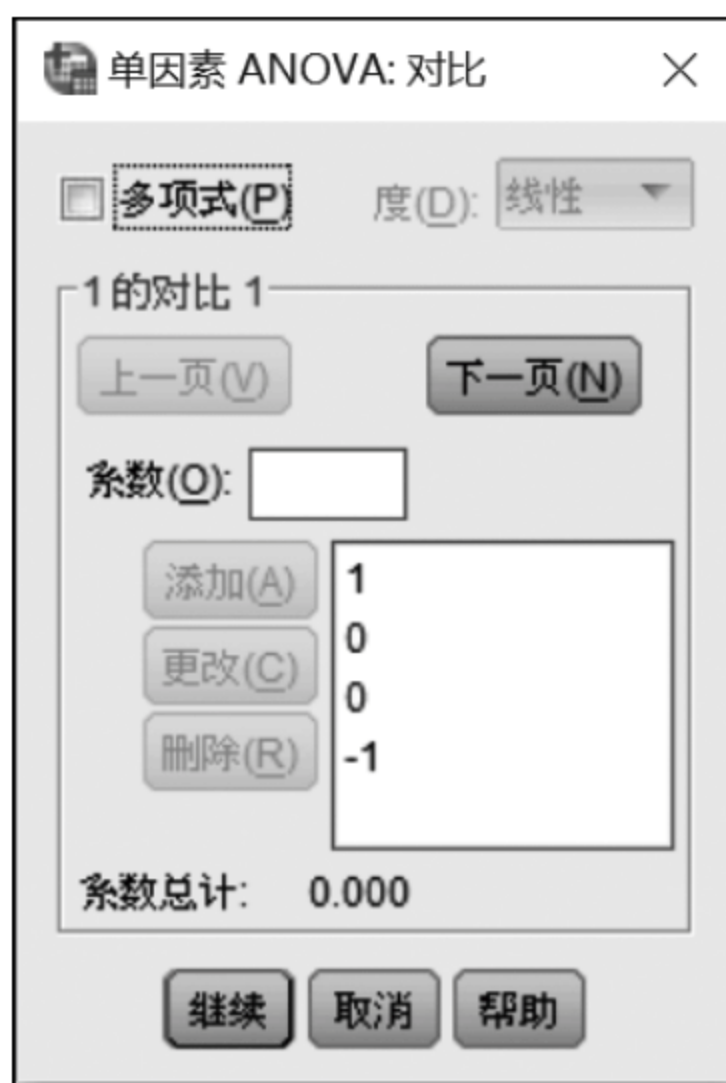 单因素 ANOVA: 对比
多项式(P) 度(D): 线性
1 的对比 1
上一页(V) 下一页(N)
系数(O):
添加(A) 1
更改(C) 0
0
删除(R) -1
系数总计: 0.000
继续 取消 帮助